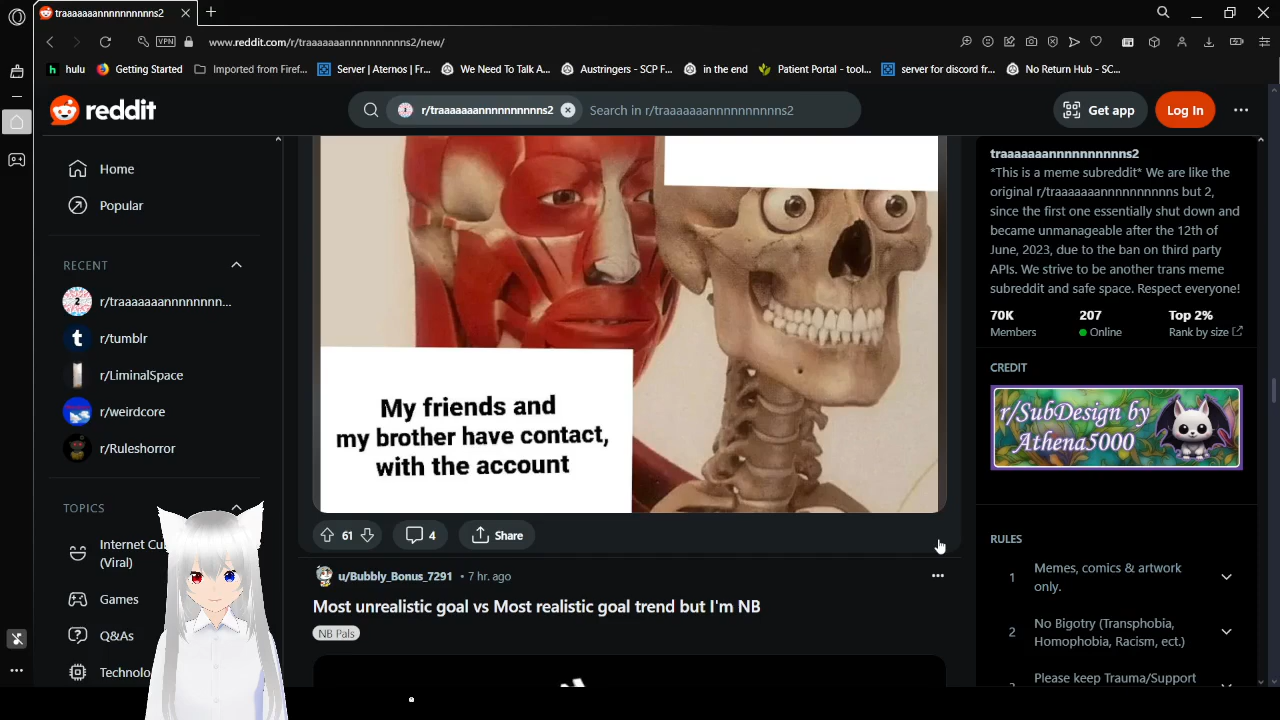 traaaaaaannnnnnnnnns2
VPN
www.reddit.com/r/traaaaaaannnnnnnnnns2/new/
hulu
Getting Started
Imported from Firef...
Server | Aternos | Fr...
We Need To Talk A...
Austringers - SCP F...
in the end
Patient Portal - tool...
server for discord fr...
No Return Hub - SC...
reddit
r/traaaaaaannnnnnnnnns2
Search in r/traaaaaaannnnnnnnnns2
Get app
Log In
Home
Popular
RECENT
2
r/traaaaaaannnnnnn...
t
r/tumblr
r/LiminalSpace
r/weirdcore
r/Ruleshorror
TOPICS
Internet Cu
(Viral)
Games
Q&As
Technolo
My friends and
my brother have contact,
with the account
61
4
Share
u/Bubbly_Bonus_7291 • 7 hr. ago
Most unrealistic goal vs Most realistic goal trend but I'm NB
NB Pals
traaaaaaannnnnnnnnns2
*This is a meme subreddit* We are like the
original r/traaaaaaannnnnnnnnns but 2,
since the first one essentially shut down and
became unmanageable after the 12th of
June, 2023, due to the ban on third party
APIs. We strive to be another trans meme
subreddit and safe space. Respect everyone!
70K
Members
207
Online
Top 2%
Rank by size
CREDIT
r/SubDesign by
Athena5000
RULES
1
Memes, comics & artwork
only.
2
No Bigotry (Transphobia,
Homophobia, Racism, ect.)
Please keep Trauma/Support